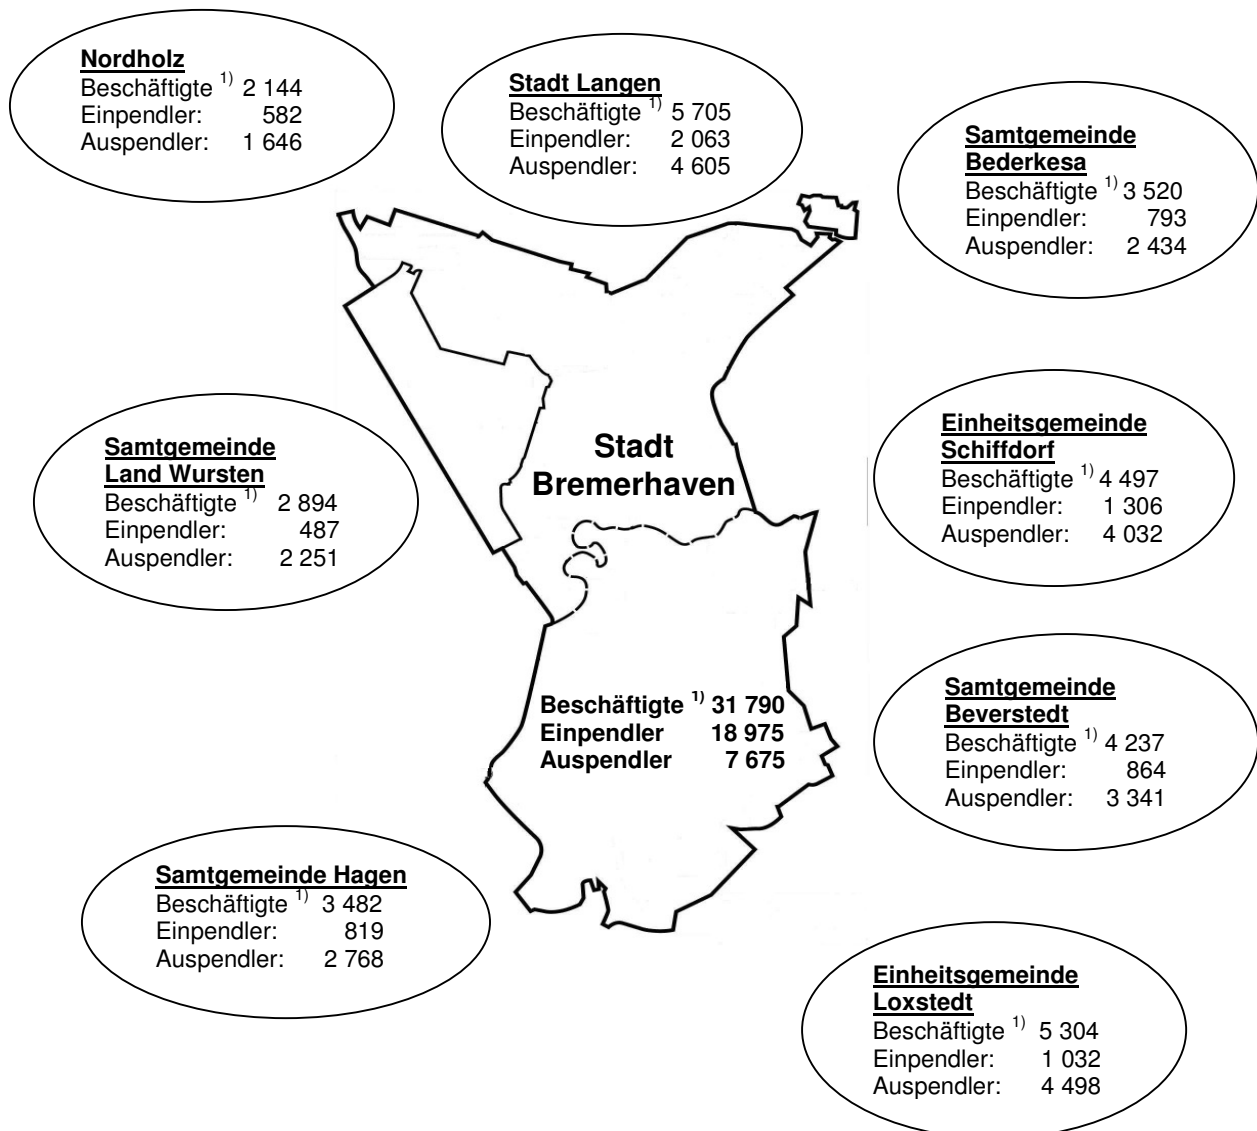 Nordholz
Beschäftigte 1) 2 144
Einpendler: 582
Auspendler: 1 646
Stadt Langen
Beschäftigte 1) 5 705
Einpendler: 2 063
Auspendler: 4 605
Samtgemeinde
Bederkesa
Beschäftigte 1) 3 520
Einpendler: 793
Auspendler: 2 434
Samtgemeinde
Land Wursten
Beschäftigte 1) 2 894
Einpendler: 487
Auspendler: 2 251
Stadt
Bremerhaven
Einheitsgemeinde
Schiffdorf
Beschäftigte 1) 4 497
Einpendler: 1 306
Auspendler: 4 032
Beschäftigte 1) 31 790
Einpendler 18 975
Auspendler 7 675
Samtgemeinde
Beverstedt
Beschäftigte 1) 4 237
Einpendler: 864
Auspendler: 3 341
Samtgemeinde Hagen
Beschäftigte 1) 3 482
Einpendler: 819
Auspendler: 2 768
Einheitsgemeinde
Loxstedt
Beschäftigte 1) 5 304
Einpendler: 1 032
Auspendler: 4 498